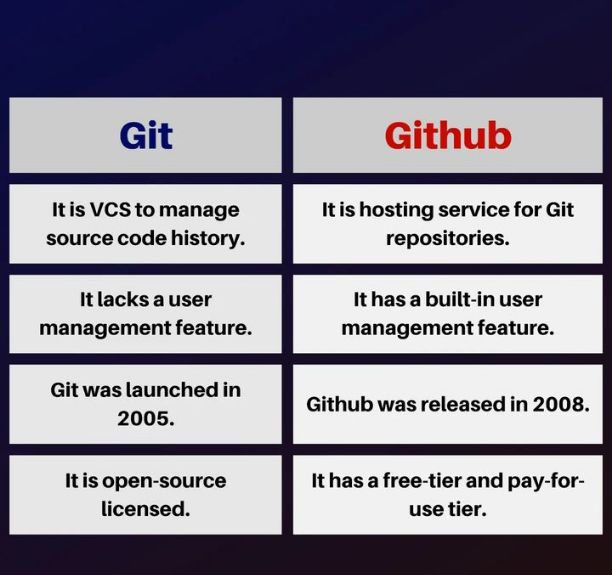 Git
Github
It is VCS to manage
source code history.
It is hosting service for Git
repositories.
It lacks a user
management feature.
It has a built-in user
management feature.
Git was launched in
2005.
Github was released in 2008.
It is open-source
licensed.
It has a free-tier and pay-for-
use tier.